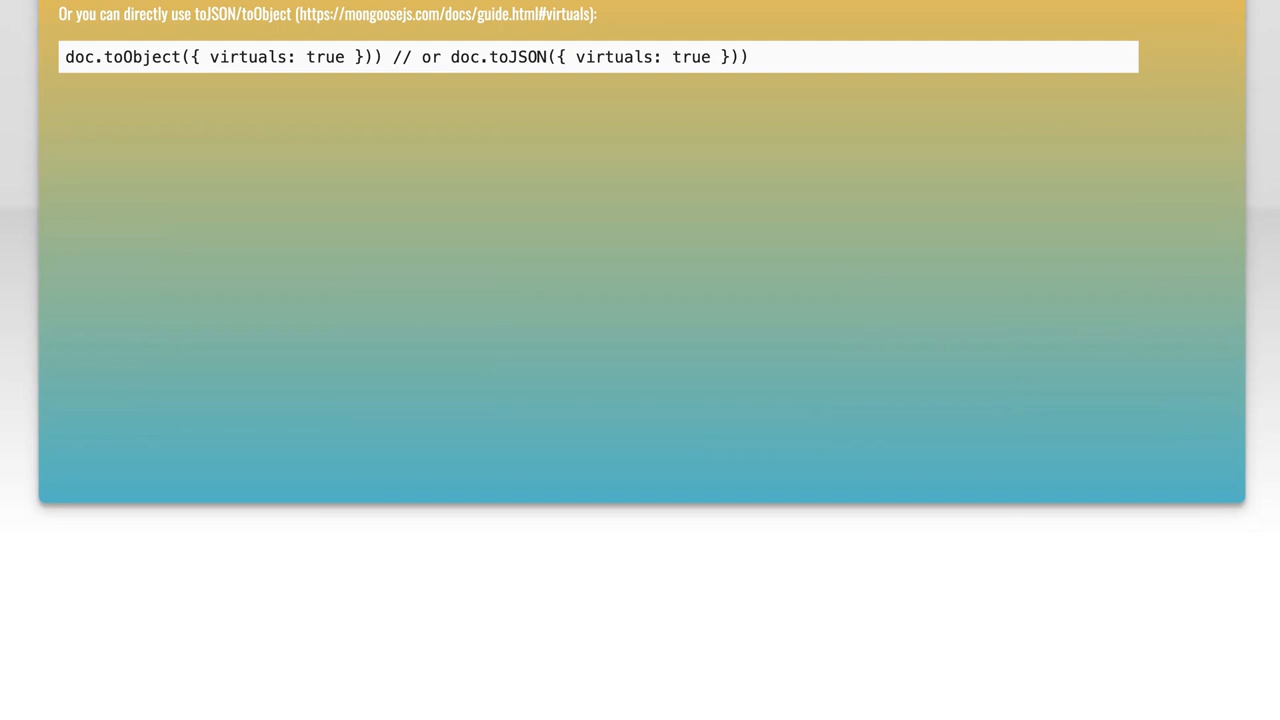 Or you can directly use toJSON/toObject (https://mongoosejs.com/docs/guide.html#virtuals):
doc.toObject({ virtuals: true })) // or doc.toJSON({ virtuals: true }))